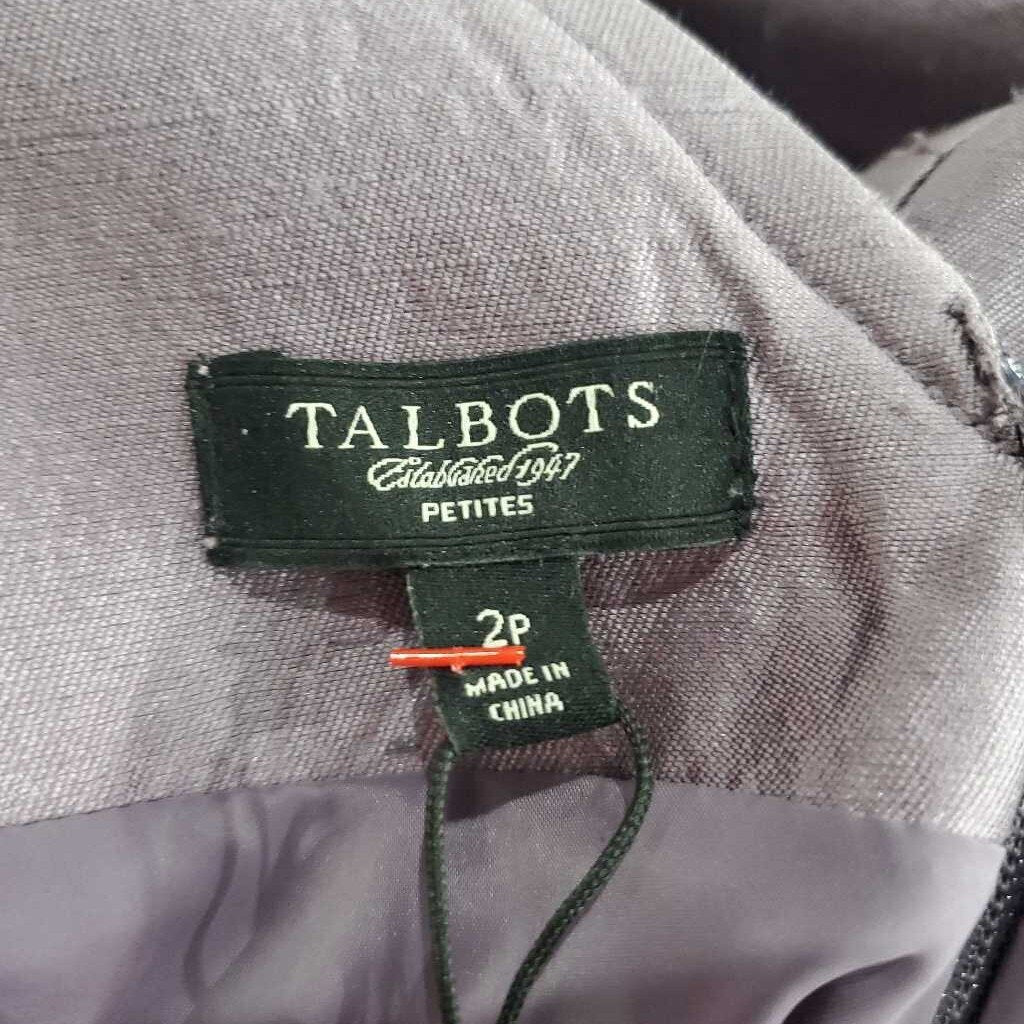 TALBOTS
Established 1947
PETITES
2P
MADE IN
CHINA